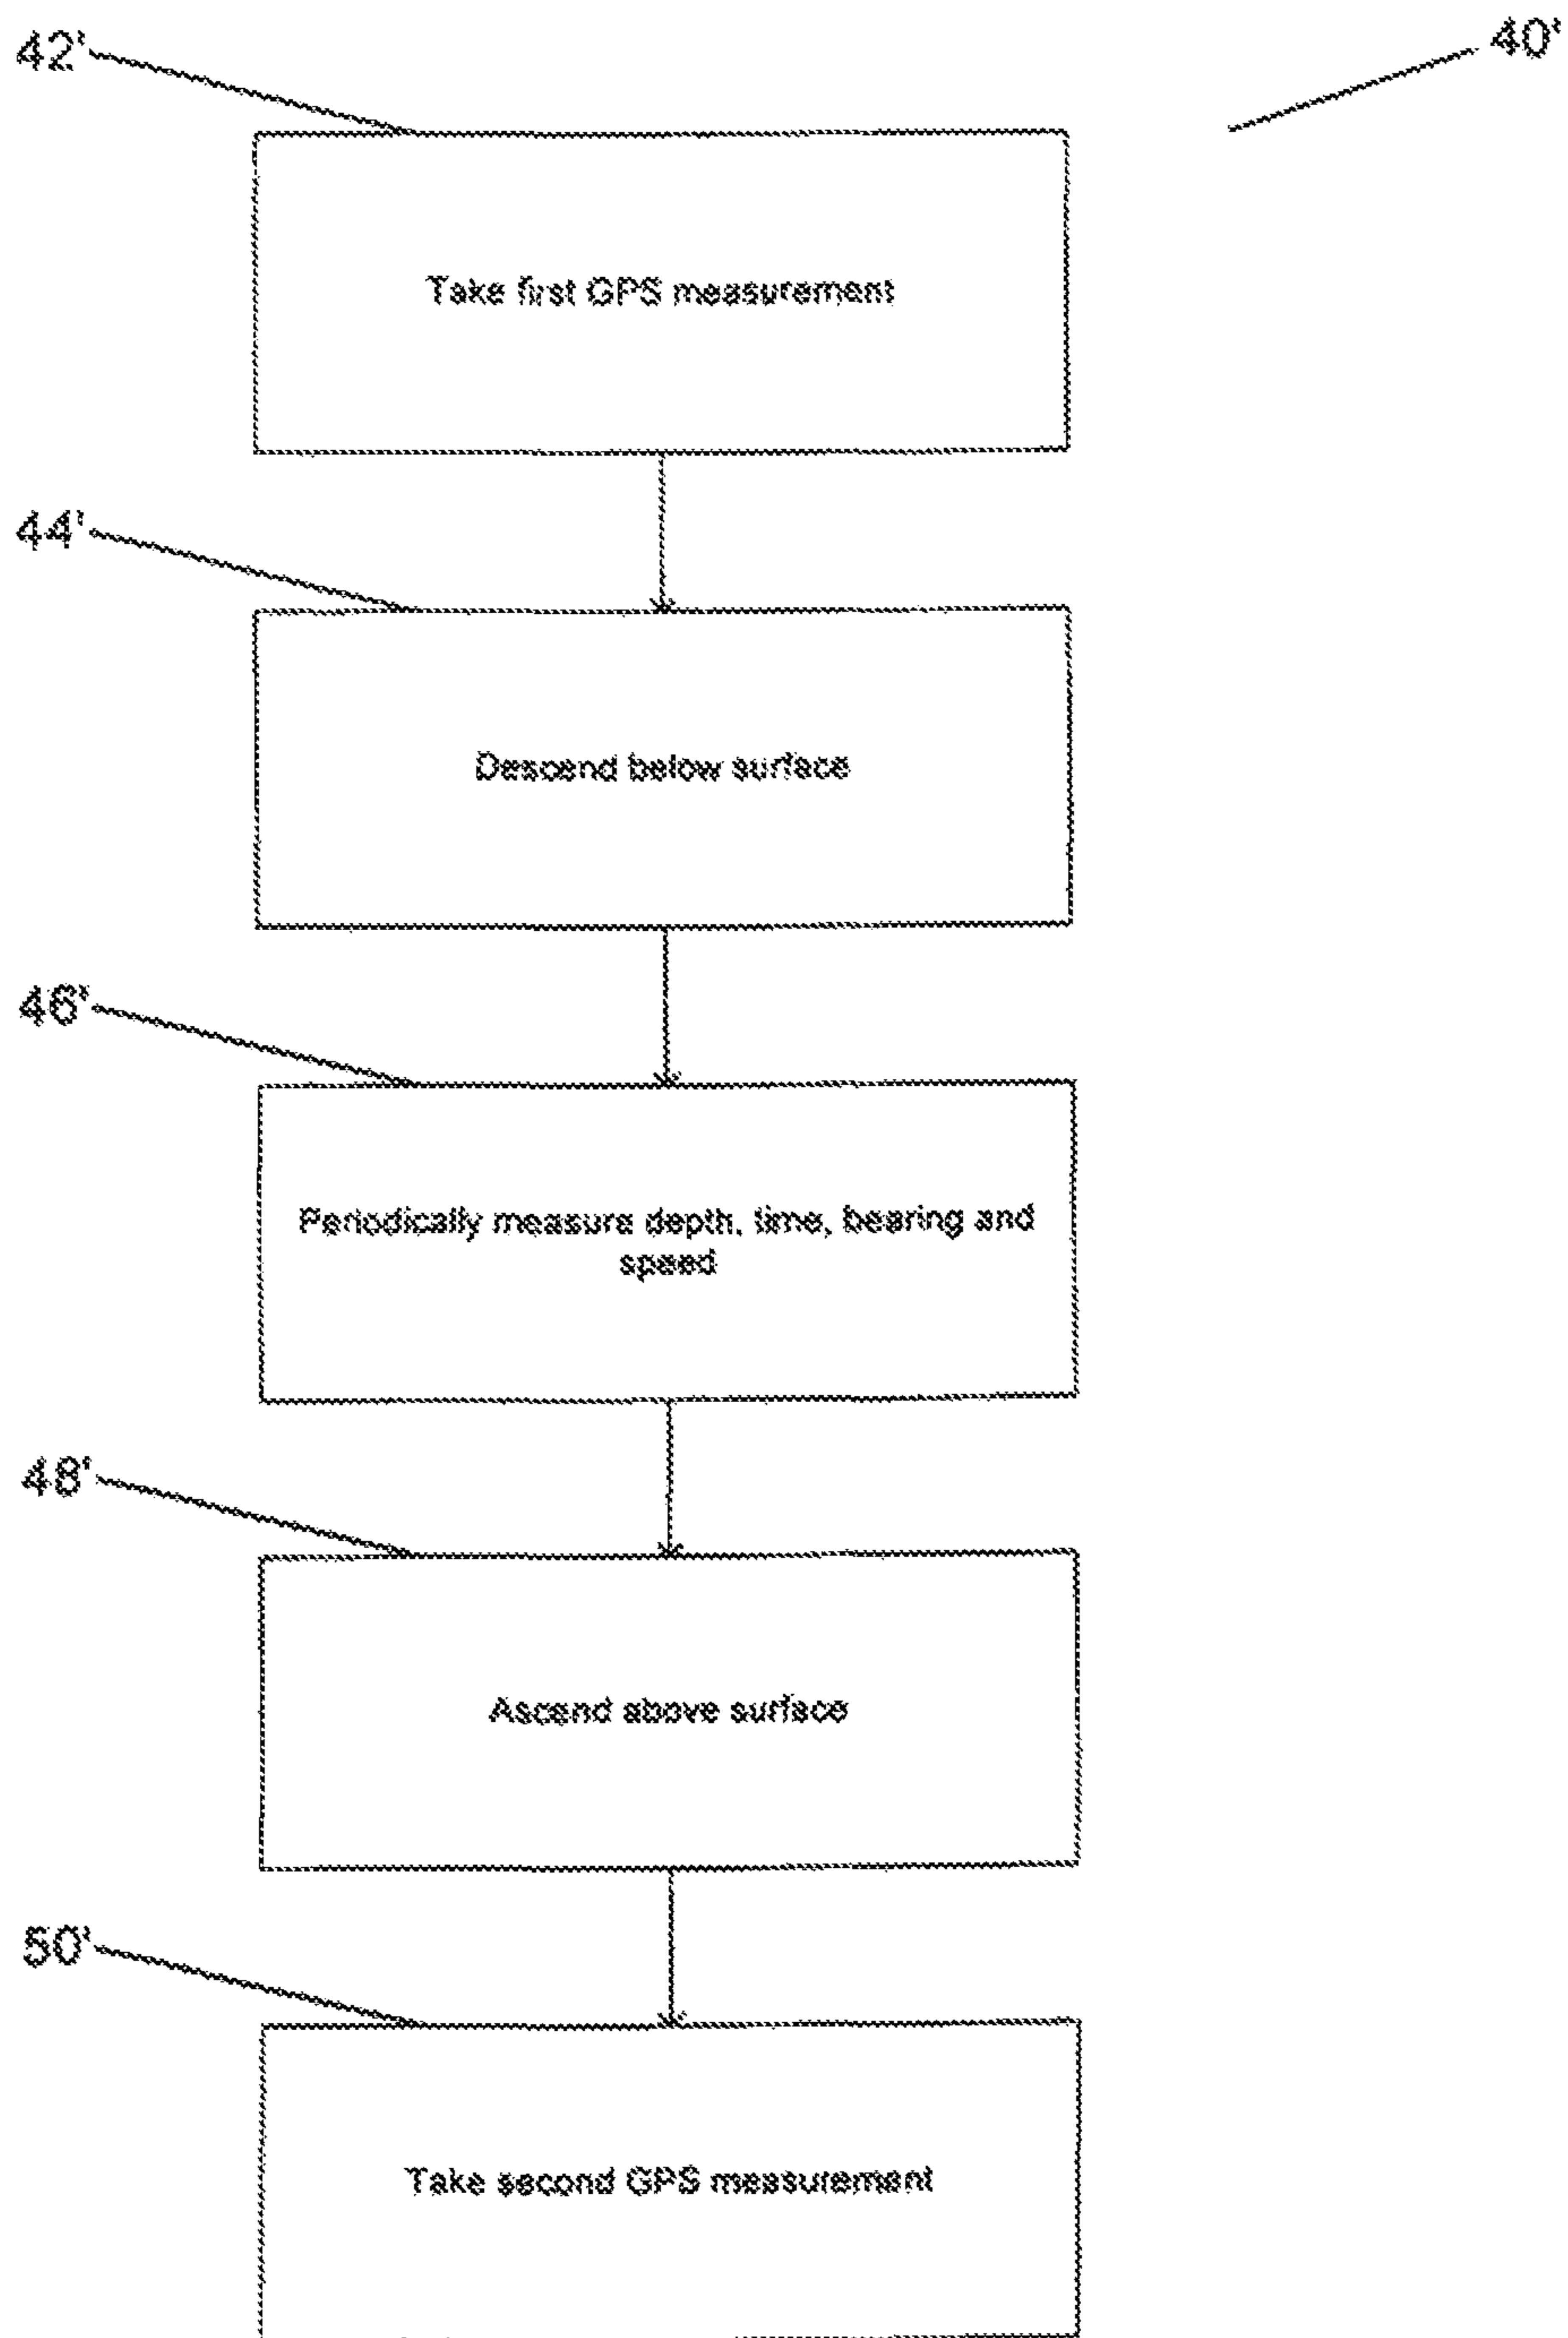 42'
40'
Take first GPS measurement
44'
Descend below surface
46'
Periodically measure depth, time, bearing and
speed
48'
Ascend above surface
50'
Take second GPS measurement